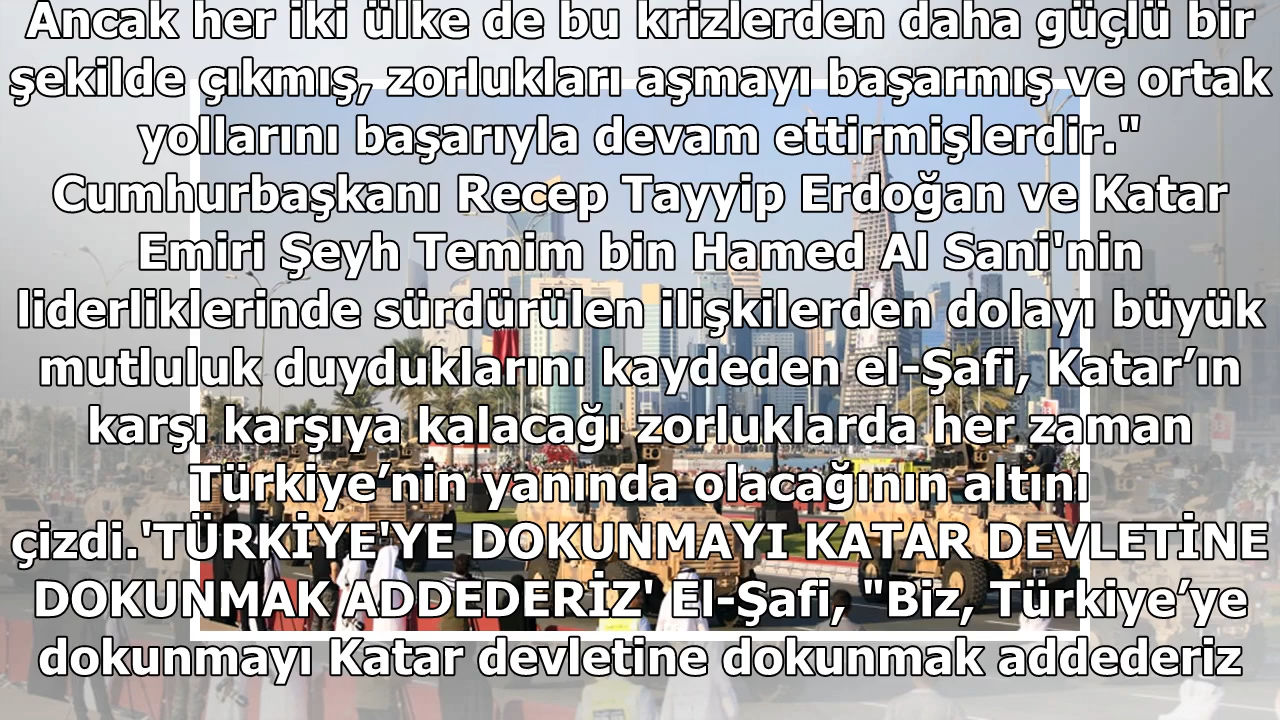 Ancak her iki ülke de bu krizlerden daha güçlü bir
şekilde çıkmış, zorlukları aşmayı başarmış ve ortak
yollarını başarıyla devam ettirmişlerdir."
Cumhurbaşkanı Recep Tayyip Erdoğan ve Katar
Emiri Şeyh Temim bin Hamed Al Sani'nin
liderliklerinde sürdürülen ilişkilerden dolayı büyük
mutluluk duyduklarını kaydeden el-Şafi, Katar’ın
karşı karşıya kalacağı zorluklarda her zaman
Türkiye’nin yanında olacağının altını
çizdi.'TÜRKİYE'YE DOKUNMAYI KATAR DEVLETİNE
DOKUNMAK ADDEDERİZ' El-Şafi, "Biz, Türkiye’ye
dokunmayı Katar devletine dokunmak addederiz